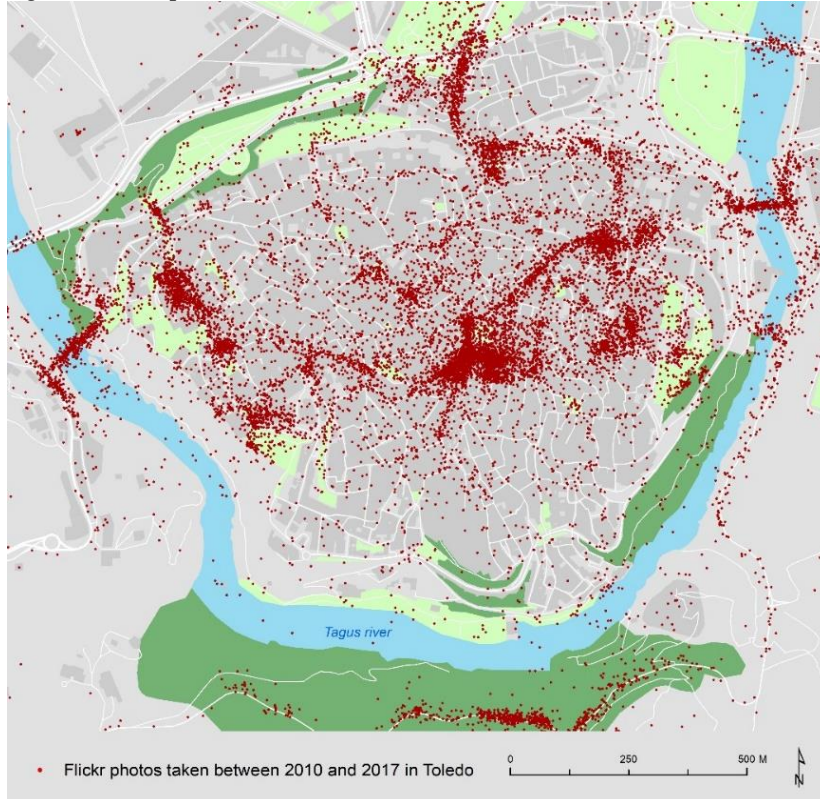 Tagus river
Flickr photos taken between 2010 and 2017 in Toledo
0 250 500 M
N